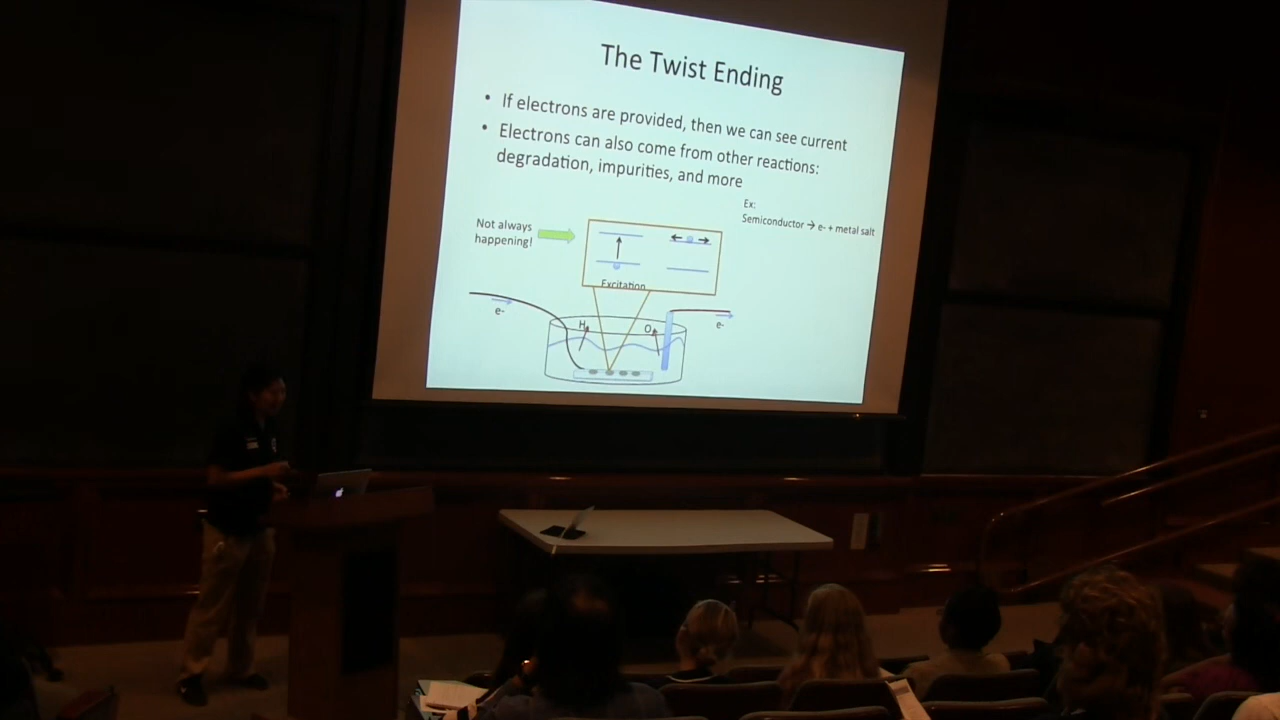 The Twist Ending
• If electrons are provided, then we can see current
• Electrons can also come from other reactions:
degradation, impurities, and more
Ex:
Semiconductor → e- + metal salt
Not always
happening!
Excitation
e-
H
O
e-